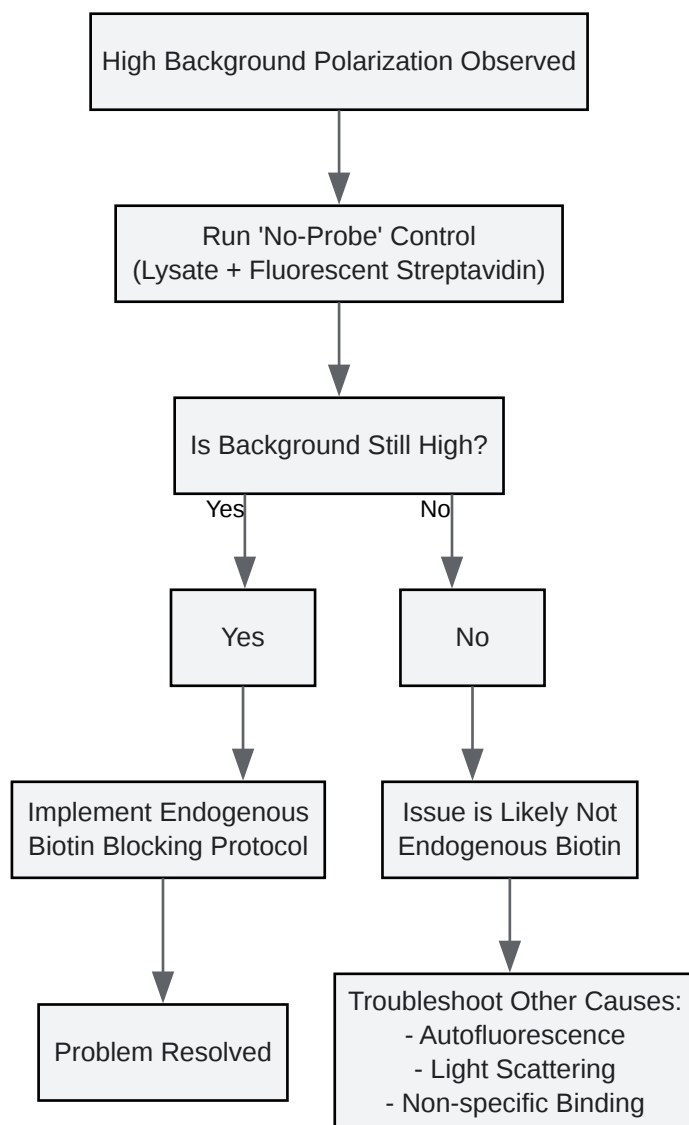 High Background Polarization Observed
Run 'No-Probe' Control
(Lysate + Fluorescent Streptavidin)
Is Background Still High?
Yes
No
Yes
No
Implement Endogenous
Biotin Blocking Protocol
Issue is Likely Not
Endogenous Biotin
Problem Resolved
Troubleshoot Other Causes:
- Autofluorescence
- Light Scattering
- Non-specific Binding